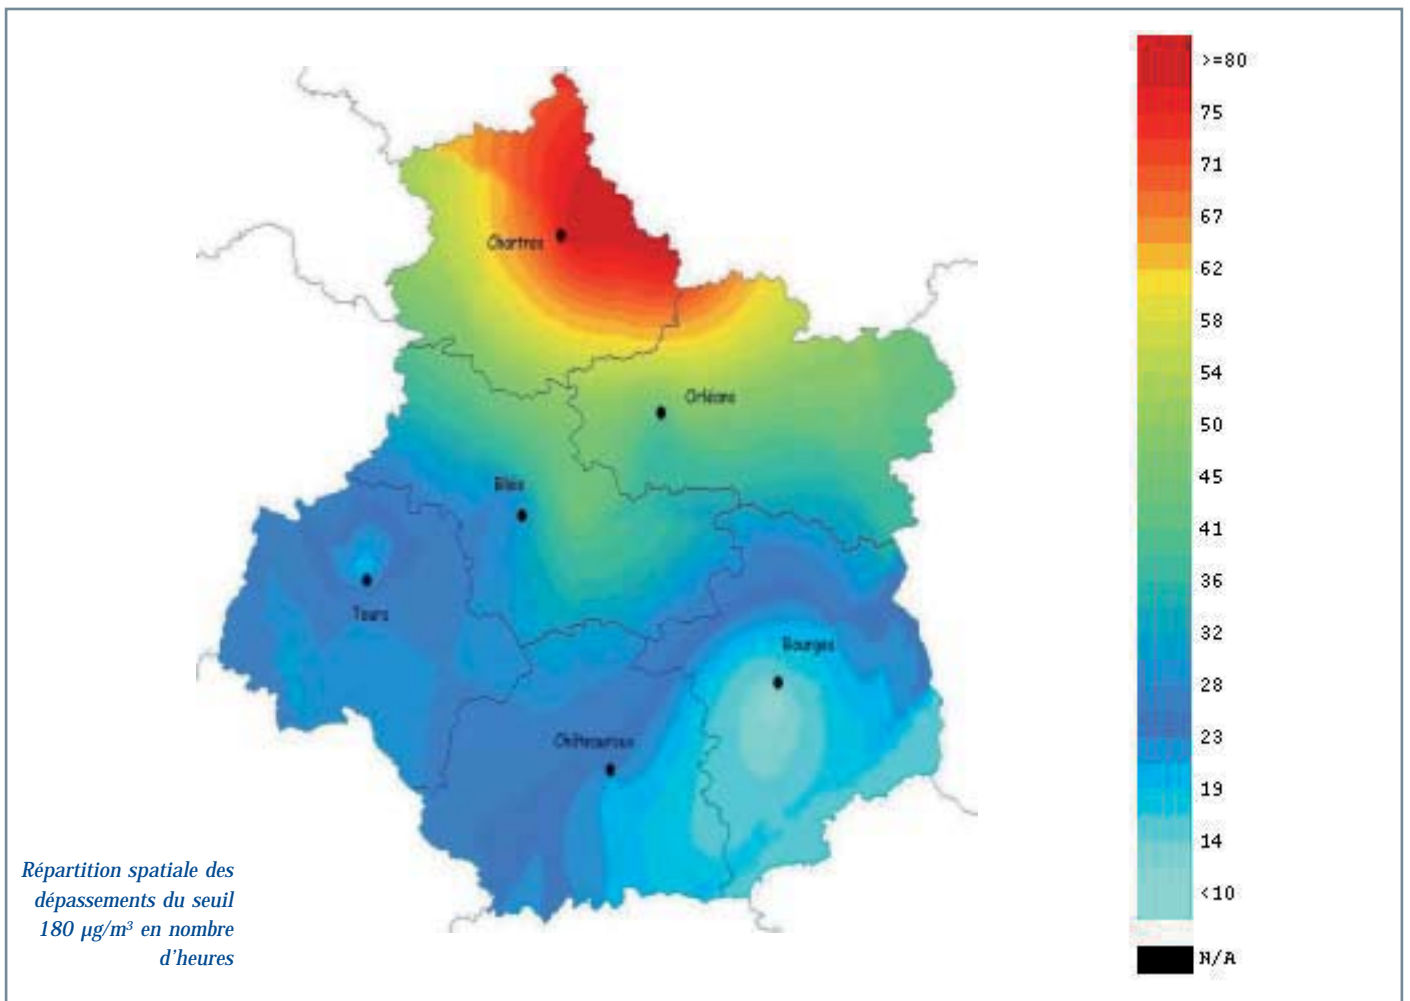 >=80
75
71
67
62
58
54
50
45
41
36
32
28
23
19
14
<10
N/A
Chartres
Orléans
Blois
Tours
Bourges
Châteauroux
Répartition spatiale des
dépassements du seuil
180 µg/m³ en nombre
d'heures